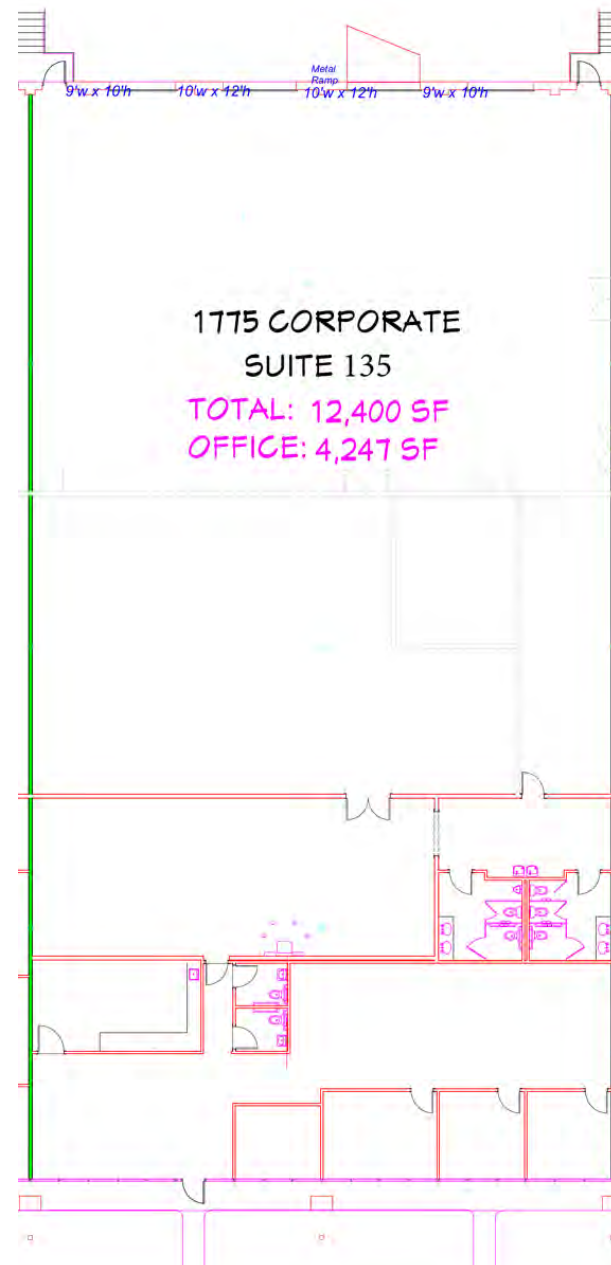 Metal
Ramp
9'w x 10'h 10'w x 12'h 10'w x 12'h 9'w x 10'h
1775 CORPORATE
SUITE 135
TOTAL: 12,400 SF
OFFICE: 4,247 SF